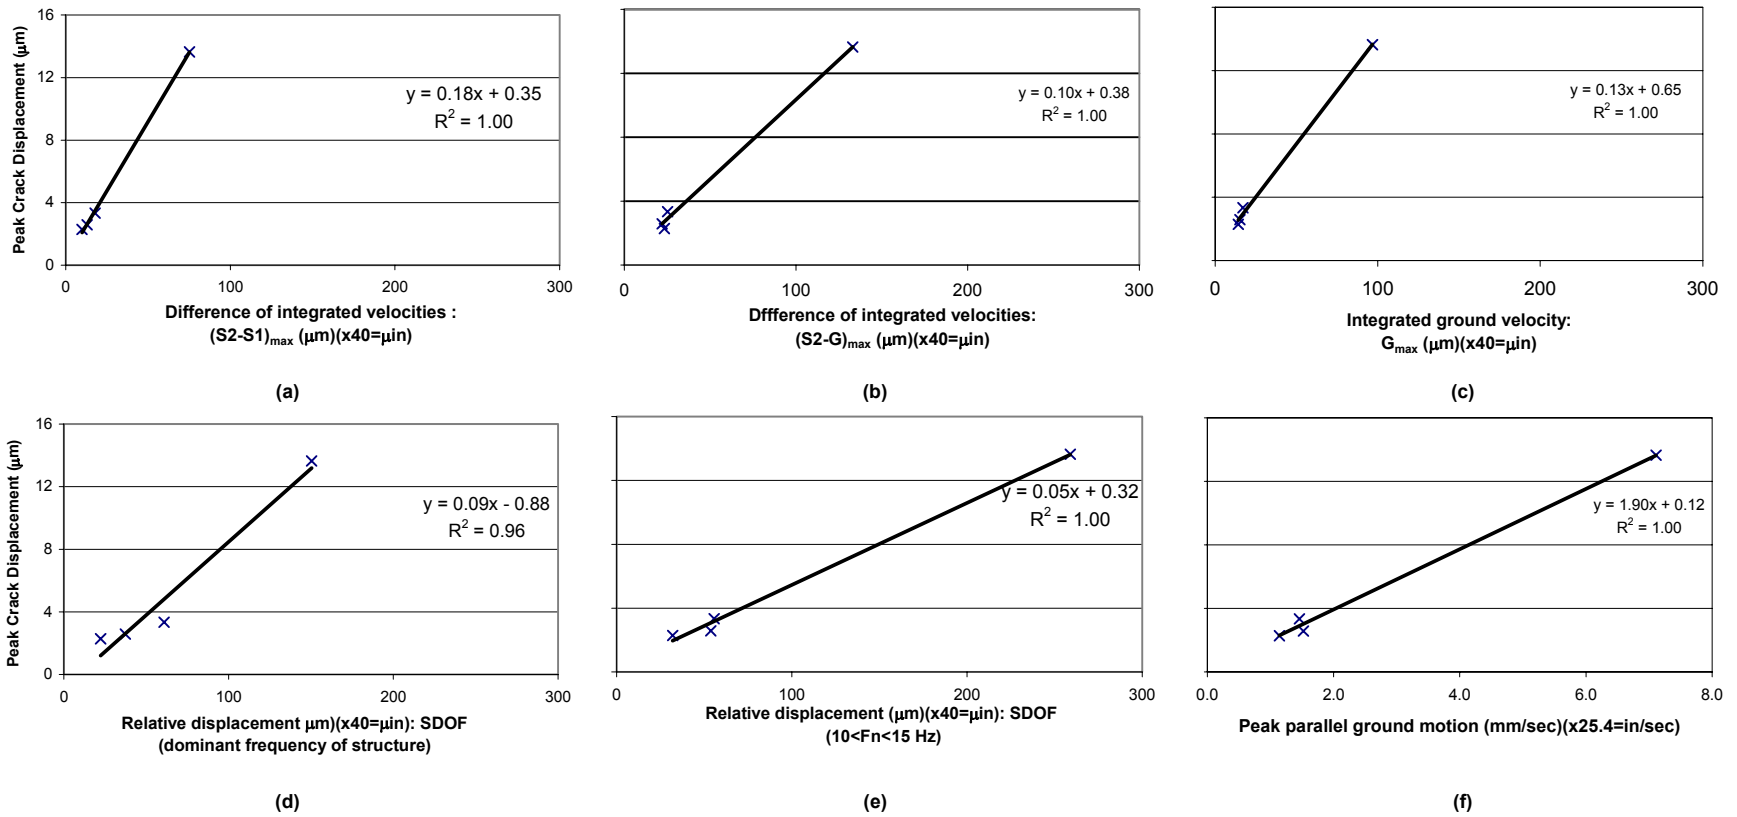 Peak Crack Displacement (μm)
16
12
8
4
0
0
100
200
300
y = 0.18x + 0.35
R² = 1.00
Difference of integrated velocities :
(S2-S1)max (μm)(x40=μin)
(a)
0
100
200
300
y = 0.10x + 0.38
R² = 1.00
Dfference of integrated velocities:
(S2-G)max (μm)(x40=μin)
(b)
0
100
200
300
y = 0.13x + 0.65
R² = 1.00
Integrated ground velocity:
Gmax (μm)(x40=μin)
(c)
Peak Crack Displacement (μm)
16
12
8
4
0
0
100
200
300
y = 0.09x - 0.88
R² = 0.96
Relative displacement μm)(x40=μin): SDOF
(dominant frequency of structure)
(d)
0
100
200
300
y = 0.05x + 0.32
R² = 1.00
Relative displacement (μm)(x40=μin): SDOF
(10<Fn<15 Hz)
(e)
0.0
2.0
4.0
6.0
8.0
y = 1.90x + 0.12
R² = 1.00
Peak parallel ground motion (mm/sec)(x25.4=in/sec)
(f)